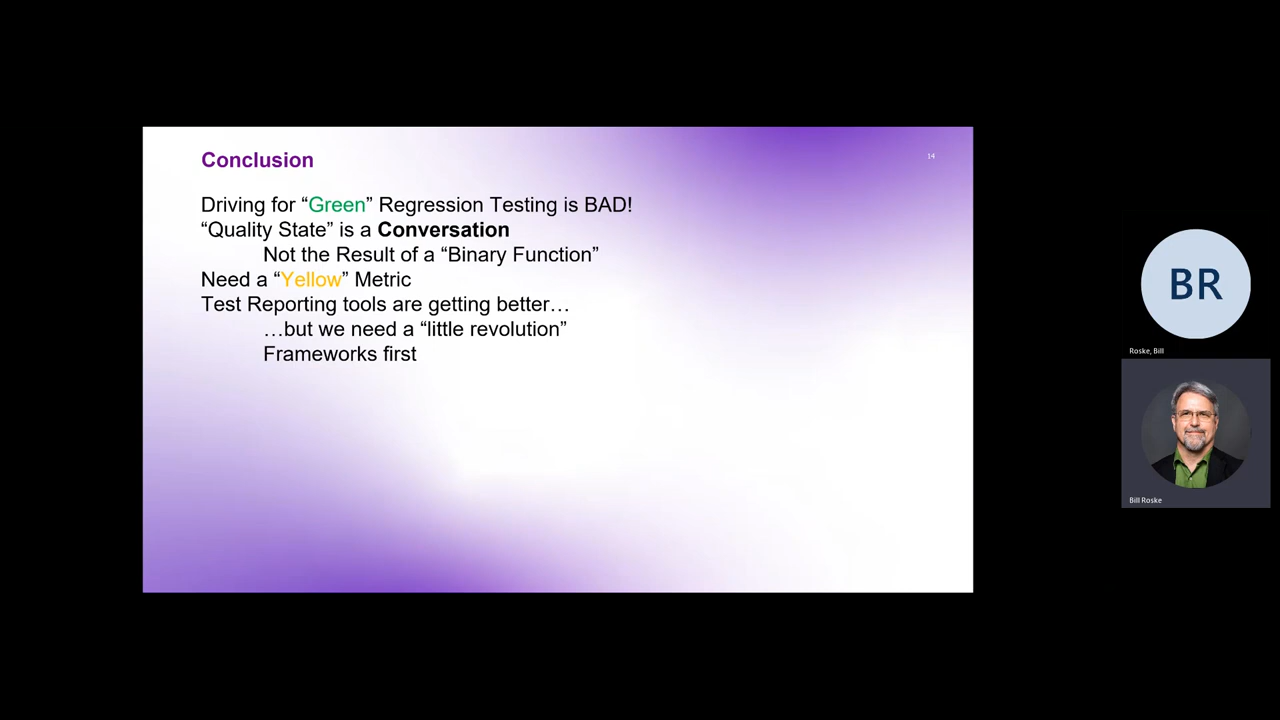 Conclusion
14
Driving for “Green” Regression Testing is BAD!
“Quality State” is a Conversation
Not the Result of a “Binary Function”
Need a “Yellow” Metric
Test Reporting tools are getting better…
…but we need a “little revolution”
Frameworks first
BR
Roske, Bill
Bill Roske